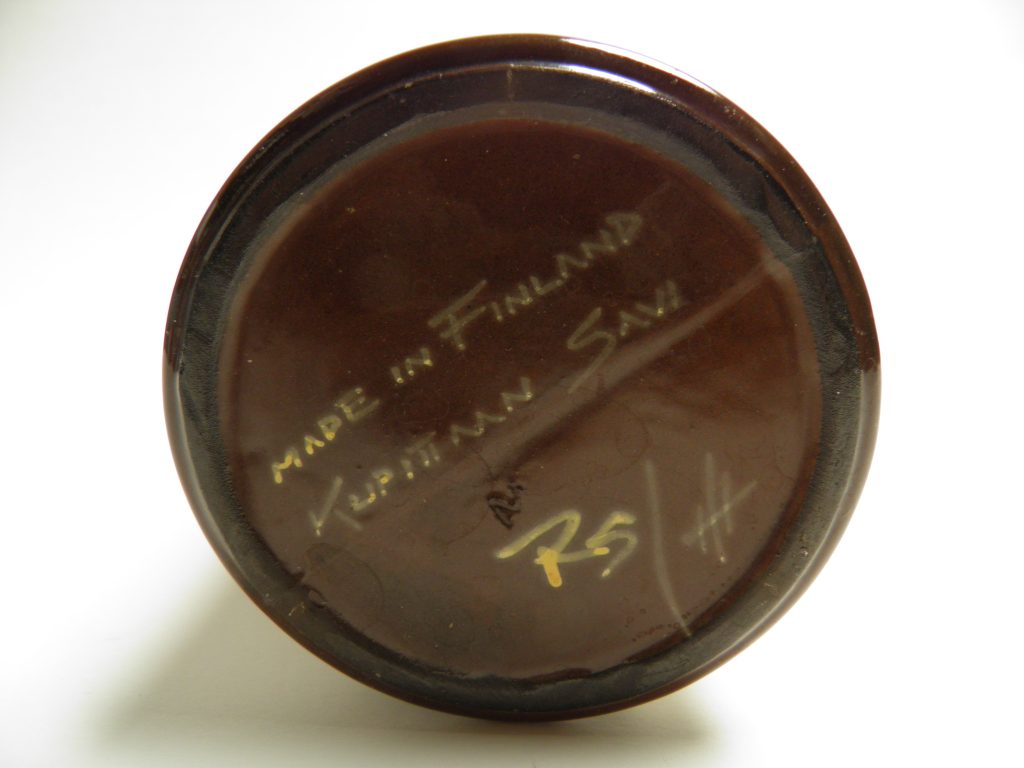 MADE IN FINLAND
KUPITTAAN SAVI
RS/H